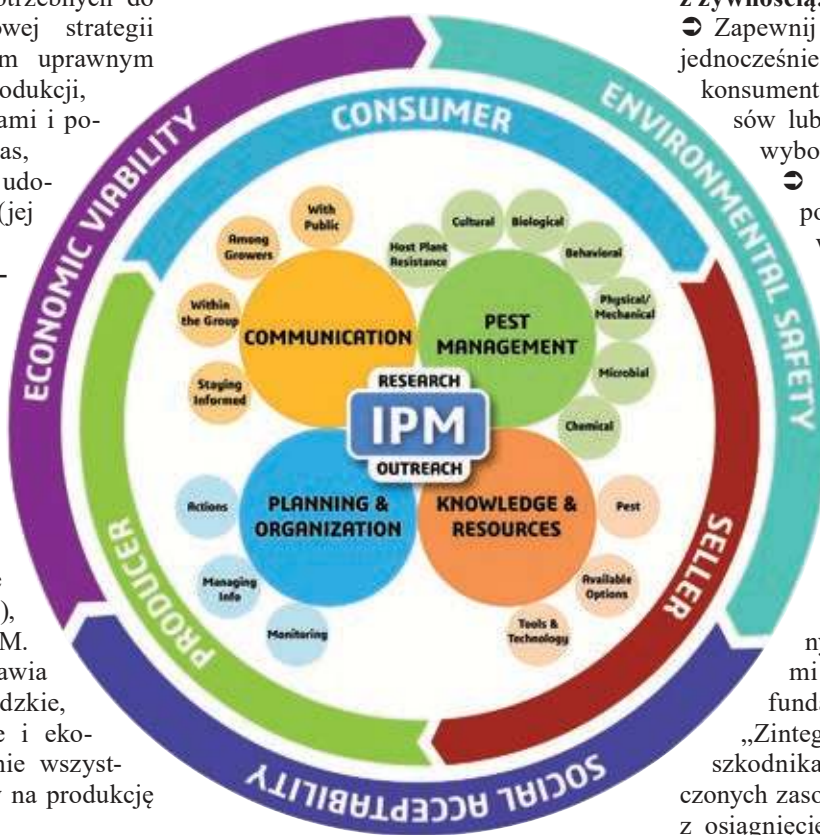 otrzebnych do
owej strategii
m uprawnym
odukcji,
ami i po-
as,
udo-
(jej
),
M.
awia
dzkie,
e i eko-
nie wszyst-
na produkcję
ECONOMIC VIABILITY
ENVIRONMENTAL SAFETY
SOCIAL ACCEPTABILITY
CONSUMER
SELLER
PRODUCER
COMMUNICATION
With
Public
Among
Growers
Within
the Group
Staying
Informed
PEST
MANAGEMENT
Host Plant
Resistance
Cultural
Biological
Behavioral
Physical/
Mechanical
Microbial
Chemical
RESEARCH
IPM
OUTREACH
PLANNING &
ORGANIZATION
Actions
Managing
Info
Monitoring
KNOWLEDGE &
RESOURCES
Pest
Available
Options
Tools &
Technology
z żywnością.
➲ Zapewnij
jednocześnie
konsument
sów lub
wybo
➲
po
ny
mi
funda
„Zinteg
szkodnika
czonych zaso
z osiągnięcie